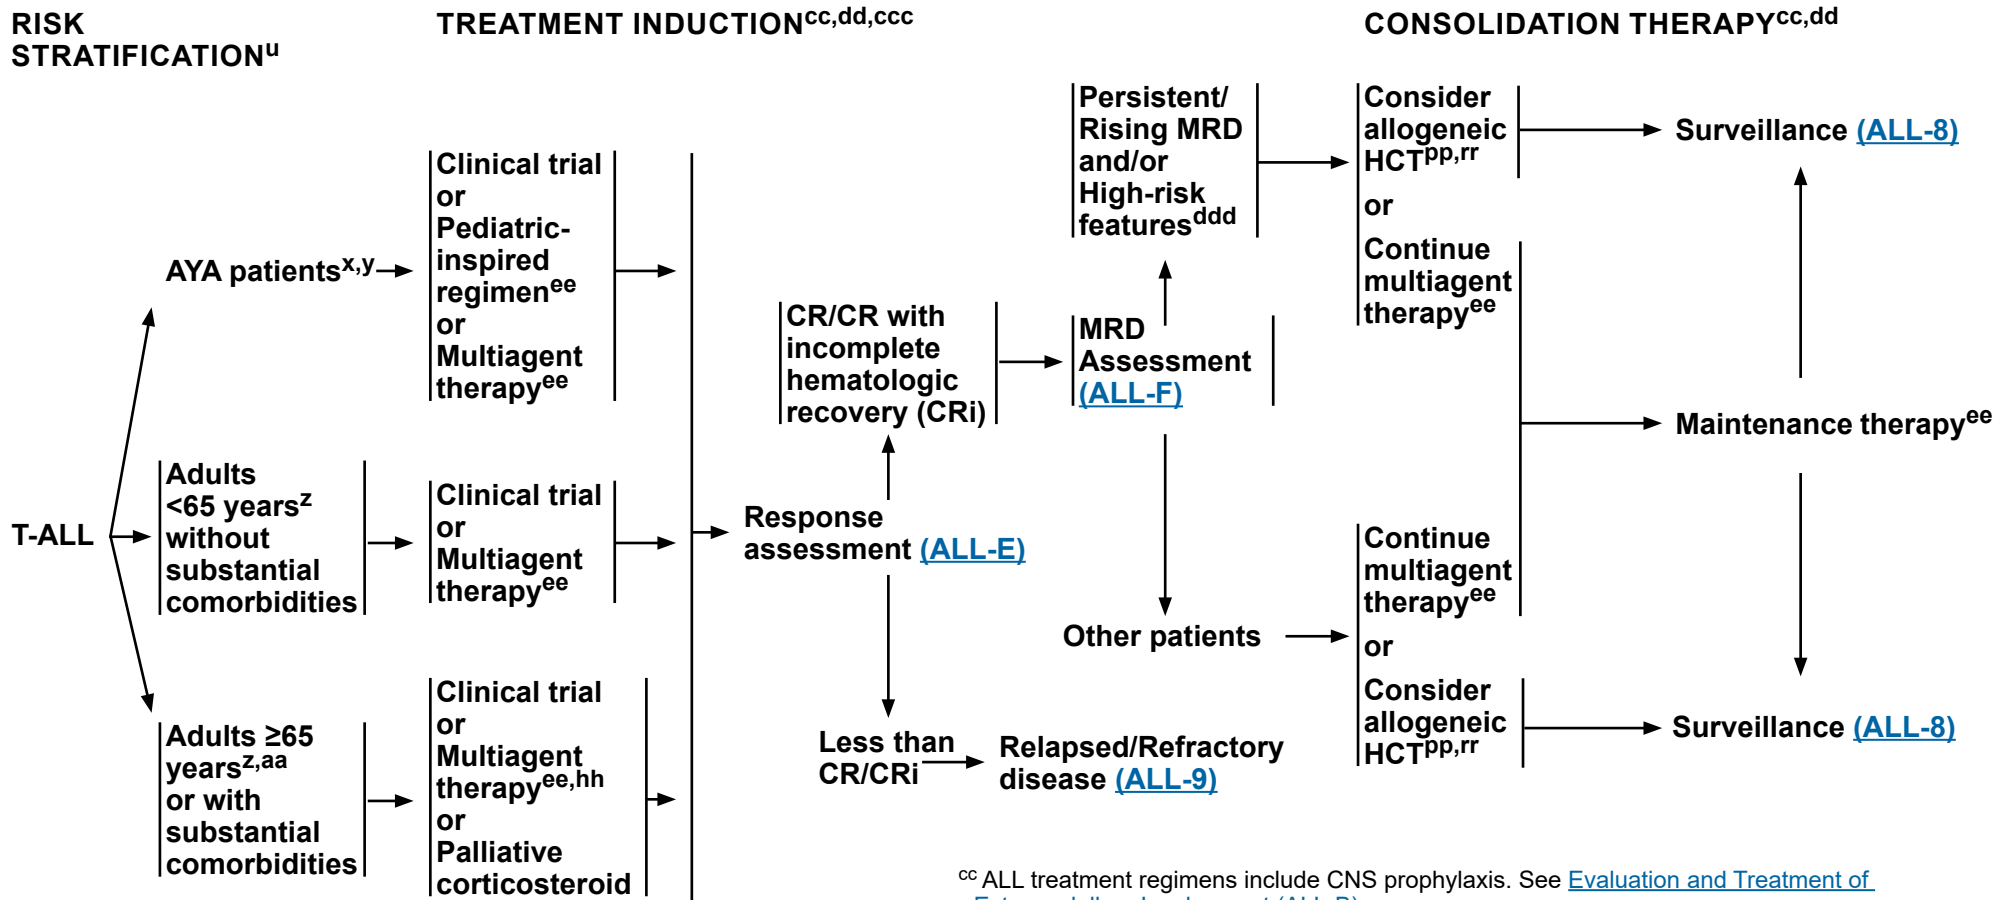 RISK
STRATIFICATIONu
TREATMENT INDUCTIONcc,dd,ccc
CONSOLIDATION THERAPYcc,dd
T-ALL
AYA patientsx,y
Adults
<65 yearsz
without
substantial
comorbidities
Adults ≥65
yearsz,aa
or with
substantial
comorbidities
Clinical trial
or
Pediatric-
inspired
regimenee
or
Multiagent
therapyee
Clinical trial
or
Multiagent
therapyee
Clinical trial
or
Multiagent
therapyee,hh
or
Palliative
corticosteroid
Response
assessment (ALL-E)
CR/CR with
incomplete
hematologic
recovery (CRi)
Less than
CR/CRi
Relapsed/Refractory
disease (ALL-9)
MRD
Assessment
(ALL-F)
Persistent/
Rising MRD
and/or
High-risk
featuresddd
Other patients
Consider
allogeneic
HCTpp,rr
or
Continue
multiagent
therapyee
Continue
multiagent
therapyee
or
Consider
allogeneic
HCTpp,rr
Surveillance (ALL-8)
Maintenance therapyee
Surveillance (ALL-8)
cc ALL treatment regimens include CNS prophylaxis. See Evaluation and Treatment of